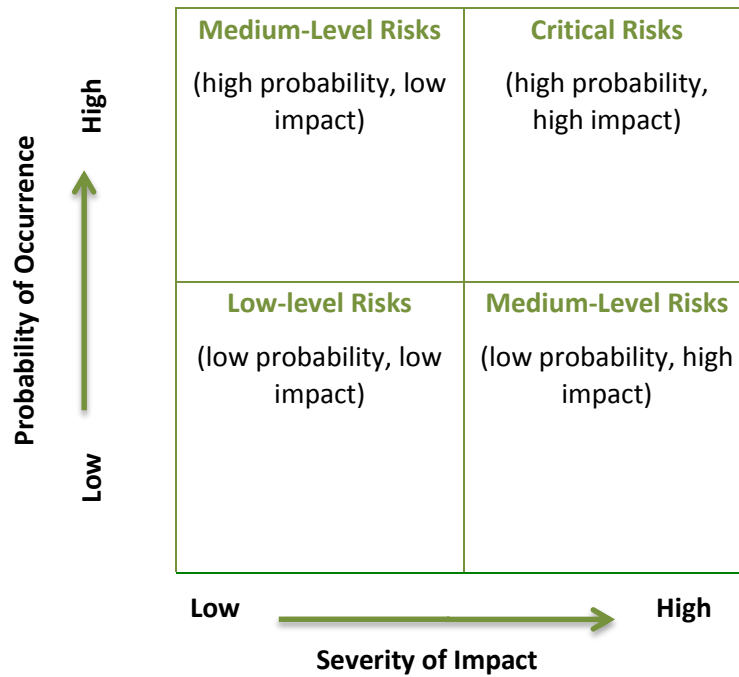 Medium-Level Risks
(high probability, low
impact)
Critical Risks
(high probability,
high impact)
Low-level Risks
(low probability, low
impact)
Medium-Level Risks
(low probability, high
impact)
Probability of Occurrence
High
Low
Low
High
Severity of Impact